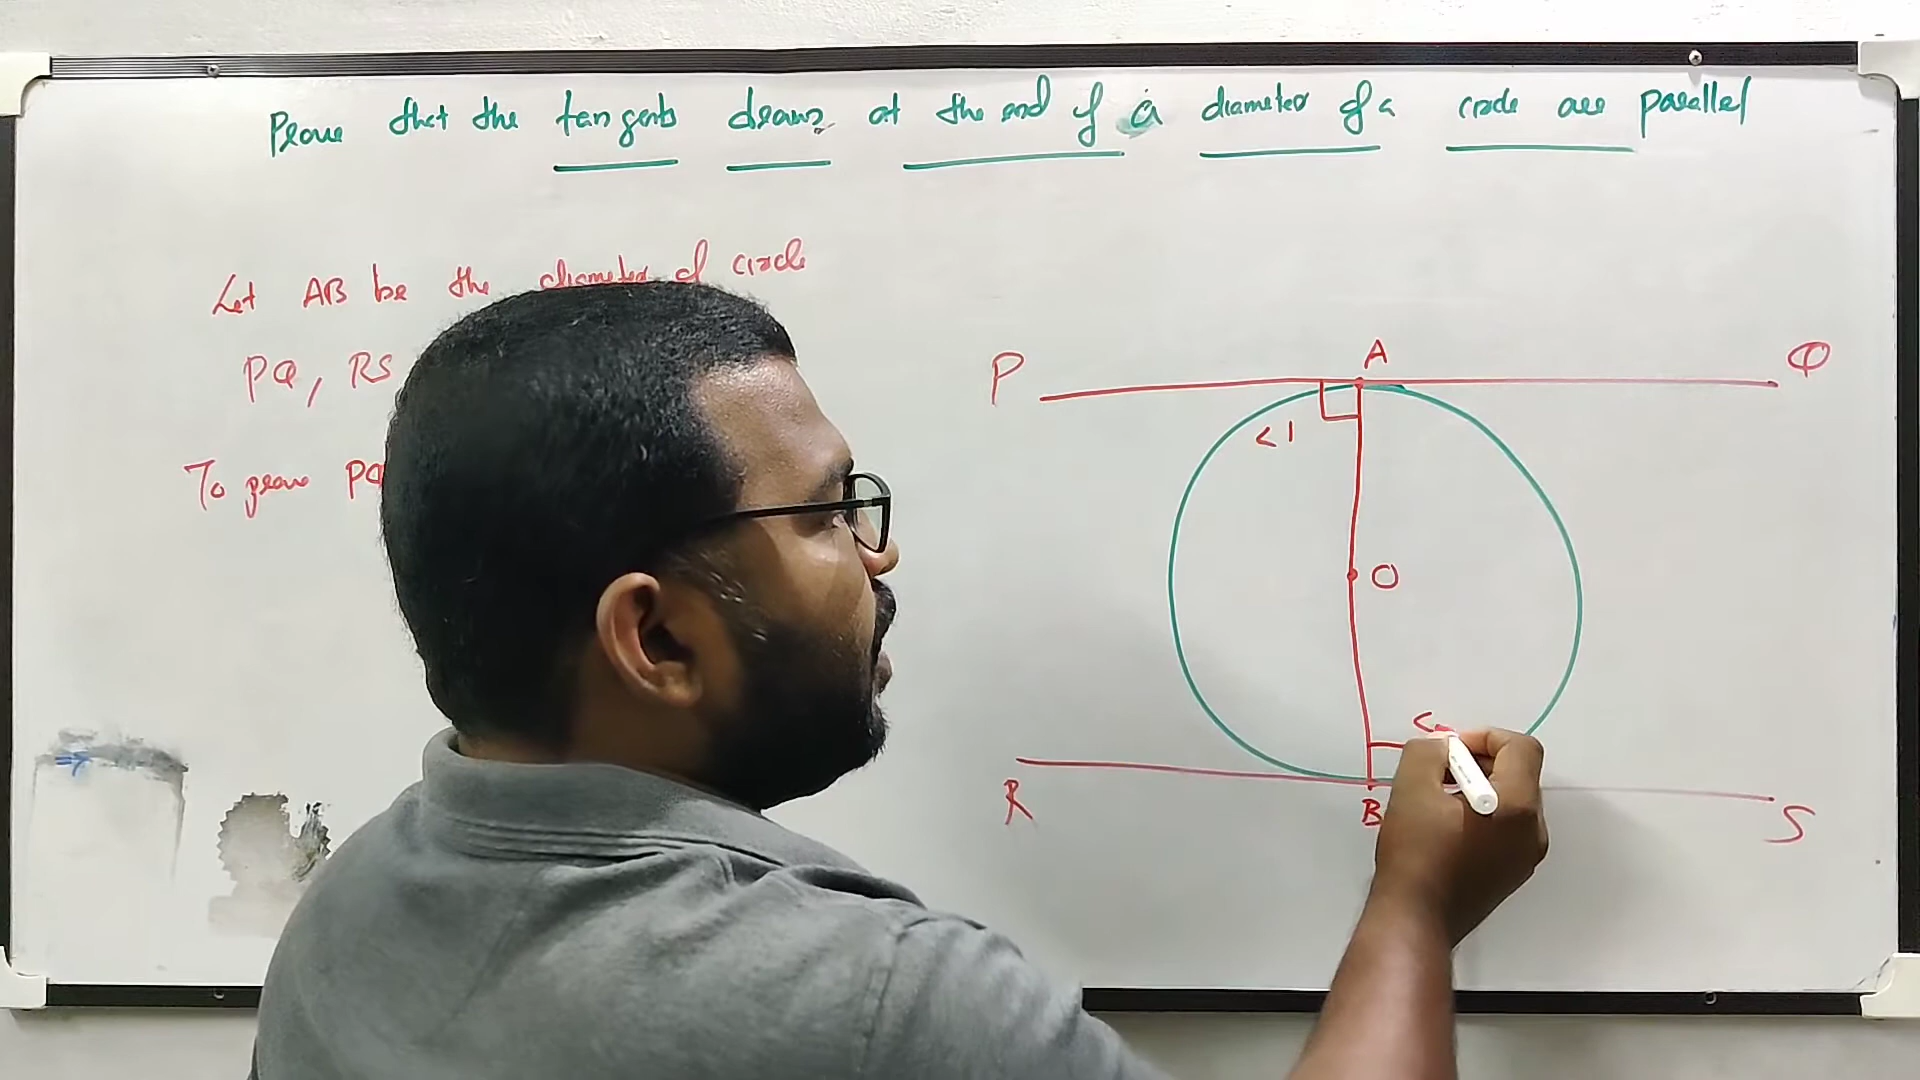 Prove that the tangents drawn at the end of a diameter of a circle are parallel
Let AB be the diameter of circle
PQ, RS
To prove PQ
P
A
Q
<1
O
<
R
B
S